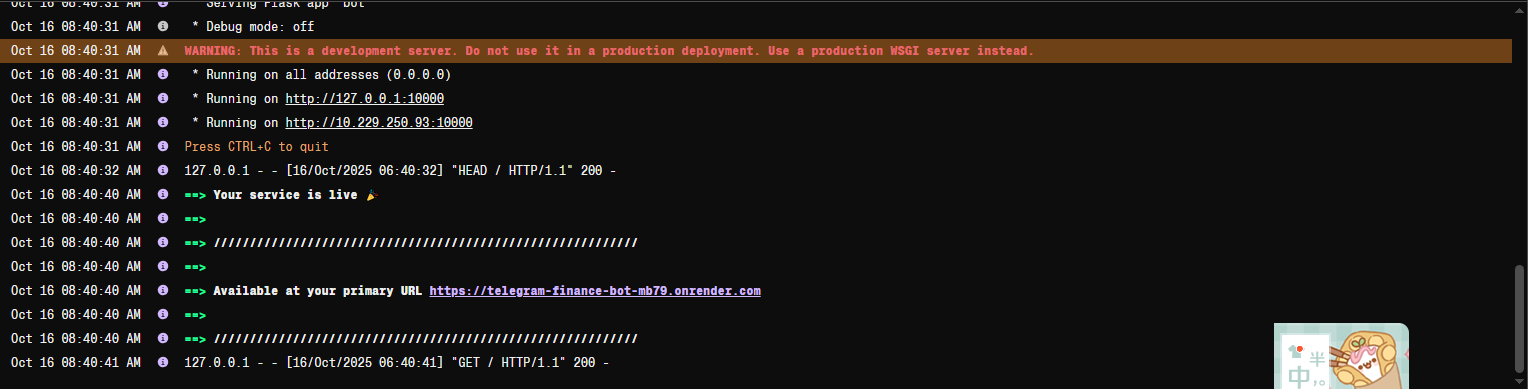 Oct 16 08:40:31 AM Serving Flask app 'bot'
Oct 16 08:40:31 AM * Debug mode: off
Oct 16 08:40:31 AM WARNING: This is a development server. Do not use it in a production deployment. Use a production WSGI server instead.
Oct 16 08:40:31 AM * Running on all addresses (0.0.0.0)
Oct 16 08:40:31 AM * Running on http://127.0.0.1:10000
Oct 16 08:40:31 AM * Running on http://10.229.250.93:10000
Oct 16 08:40:31 AM Press CTRL+C to quit
Oct 16 08:40:32 AM 127.0.0.1 - - [16/Oct/2025 06:40:32] "HEAD / HTTP/1.1" 200 -
Oct 16 08:40:40 AM ==> Your service is live 🎉
Oct 16 08:40:40 AM ==>
Oct 16 08:40:40 AM ==> ///////////////////////////////////////////////////////////
Oct 16 08:40:40 AM ==>
Oct 16 08:40:40 AM ==> Available at your primary URL https://telegram-finance-bot-mb79.onrender.com
Oct 16 08:40:40 AM ==>
Oct 16 08:40:40 AM ==> ///////////////////////////////////////////////////////////
Oct 16 08:40:41 AM 127.0.0.1 - - [16/Oct/2025 06:40:41] "GET / HTTP/1.1" 200 -
半
中 ,。